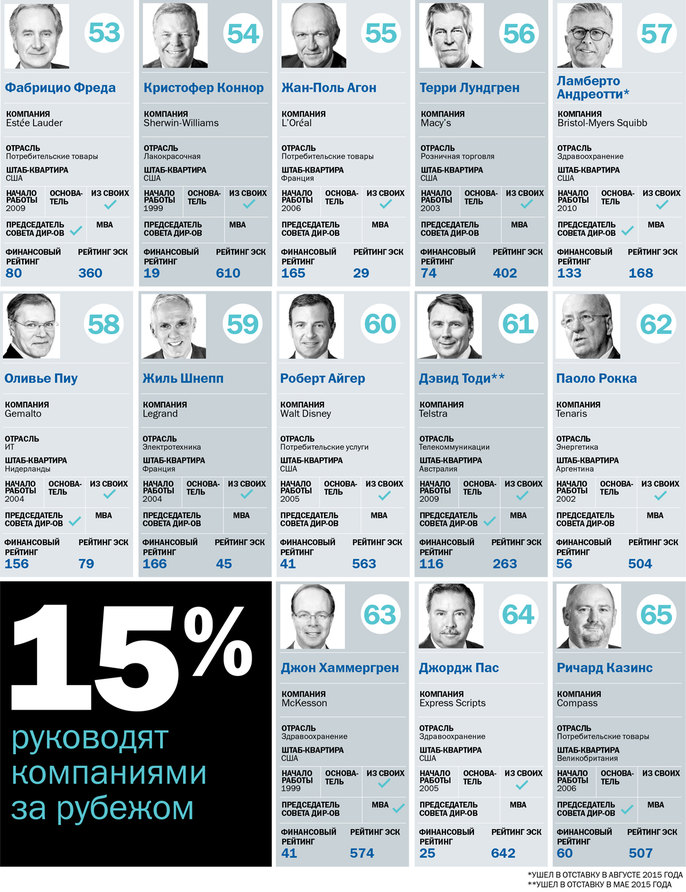 53
Фабрицио Фреда
КОМПАНИЯ
Estée Lauder
ОТРАСЛЬ
Потребительские товары
ШТАБ-КВАРТИРА
США
НАЧАЛО РАБОТЫ
2009
ОСНОВА-ТЕЛЬ
ИЗ СВОИХ
ПРЕДСЕДАТЕЛЬ СОВЕТА ДИР-ОВ
MBA
ФИНАНСОВЫЙ РЕЙТИНГ
80
РЕЙТИНГ ЭСК
360
54
Кристофер Коннор
КОМПАНИЯ
Sherwin-Williams
ОТРАСЛЬ
Лакокрасочная
ШТАБ-КВАРТИРА
США
НАЧАЛО РАБОТЫ
1999
ОСНОВА-ТЕЛЬ
ИЗ СВОИХ
ПРЕДСЕДАТЕЛЬ СОВЕТА ДИР-ОВ
MBA
ФИНАНСОВЫЙ РЕЙТИНГ
19
РЕЙТИНГ ЭСК
610
55
Жан-Поль Агон
КОМПАНИЯ
L'Oréal
ОТРАСЛЬ
Потребительские товары
ШТАБ-КВАРТИРА
Франция
НАЧАЛО РАБОТЫ
2006
ОСНОВА-ТЕЛЬ
ИЗ СВОИХ
ПРЕДСЕДАТЕЛЬ СОВЕТА ДИР-ОВ
MBA
ФИНАНСОВЫЙ РЕЙТИНГ
165
РЕЙТИНГ ЭСК
29
56
Терри Лундгрен
КОМПАНИЯ
Macy's
ОТРАСЛЬ
Розничная торговля
ШТАБ-КВАРТИРА
США
НАЧАЛО РАБОТЫ
2003
ОСНОВА-ТЕЛЬ
ИЗ СВОИХ
ПРЕДСЕДАТЕЛЬ СОВЕТА ДИР-ОВ
MBA
ФИНАНСОВЫЙ РЕЙТИНГ
74
РЕЙТИНГ ЭСК
402
57
Ламберто
Андреотти*
КОМПАНИЯ
Bristol-Myers Squibb
ОТРАСЛЬ
Здравоохранение
ШТАБ-КВАРТИРА
США
НАЧАЛО РАБОТЫ
2010
ОСНОВА-ТЕЛЬ
ИЗ СВОИХ
ПРЕДСЕДАТЕЛЬ СОВЕТА ДИР-ОВ
MBA
ФИНАНСОВЫЙ РЕЙТИНГ
133
РЕЙТИНГ ЭСК
168
58
Оливье Пиу
КОМПАНИЯ
Gemalto
ОТРАСЛЬ
ИТ
ШТАБ-КВАРТИРА
Нидерланды
НАЧАЛО РАБОТЫ
2004
ОСНОВА-ТЕЛЬ
ИЗ СВОИХ
ПРЕДСЕДАТЕЛЬ СОВЕТА ДИР-ОВ
MBA
ФИНАНСОВЫЙ РЕЙТИНГ
156
РЕЙТИНГ ЭСК
79
59
Жиль Шнепп
КОМПАНИЯ
Legrand
ОТРАСЛЬ
Электротехника
ШТАБ-КВАРТИРА
Франция
НАЧАЛО РАБОТЫ
2004
ОСНОВА-ТЕЛЬ
ИЗ СВОИХ
ПРЕДСЕДАТЕЛЬ СОВЕТА ДИР-ОВ
MBA
ФИНАНСОВЫЙ РЕЙТИНГ
166
РЕЙТИНГ ЭСК
45
60
Роберт Айгер
КОМПАНИЯ
Walt Disney
ОТРАСЛЬ
Потребительские услуги
ШТАБ-КВАРТИРА
США
НАЧАЛО РАБОТЫ
2005
ОСНОВА-ТЕЛЬ
ИЗ СВОИХ
ПРЕДСЕДАТЕЛЬ СОВЕТА ДИР-ОВ
MBA
ФИНАНСОВЫЙ РЕЙТИНГ
41
РЕЙТИНГ ЭСК
563
61
Дэвид Тоди**
КОМПАНИЯ
Telstra
ОТРАСЛЬ
Телекоммуникации
ШТАБ-КВАРТИРА
Австралия
НАЧАЛО РАБОТЫ
2009
ОСНОВА-ТЕЛЬ
ИЗ СВОИХ
ПРЕДСЕДАТЕЛЬ СОВЕТА ДИР-ОВ
MBA
ФИНАНСОВЫЙ РЕЙТИНГ
116
РЕЙТИНГ ЭСК
263
62
Паоло Рокка
КОМПАНИЯ
Tenaris
ОТРАСЛЬ
Энергетика
ШТАБ-КВАРТИРА
Аргентина
НАЧАЛО РАБОТЫ
2002
ОСНОВА-ТЕЛЬ
ИЗ СВОИХ
ПРЕДСЕДАТЕЛЬ СОВЕТА ДИР-ОВ
MBA
ФИНАНСОВЫЙ РЕЙТИНГ
56
РЕЙТИНГ ЭСК
504
15%
руководят
компаниями
за рубежом
63
Джон Хаммергрен
КОМПАНИЯ
McKesson
ОТРАСЛЬ
Здравоохранение
ШТАБ-КВАРТИРА
США
НАЧАЛО РАБОТЫ
1999
ОСНОВА-ТЕЛЬ
ИЗ СВОИХ
ПРЕДСЕДАТЕЛЬ СОВЕТА ДИР-ОВ
MBA
ФИНАНСОВЫЙ РЕЙТИНГ
41
РЕЙТИНГ ЭСК
574
64
Джордж Пас
КОМПАНИЯ
Express Scripts
ОТРАСЛЬ
Здравоохранение
ШТАБ-КВАРТИРА
США
НАЧАЛО РАБОТЫ
2005
ОСНОВА-ТЕЛЬ
ИЗ СВОИХ
ПРЕДСЕДАТЕЛЬ СОВЕТА ДИР-ОВ
MBA
ФИНАНСОВЫЙ РЕЙТИНГ
25
РЕЙТИНГ ЭСК
642
65
Ричард Казинс
КОМПАНИЯ
Compass
ОТРАСЛЬ
Потребительские товары
ШТАБ-КВАРТИРА
Великобритания
НАЧАЛО РАБОТЫ
2006
ОСНОВА-ТЕЛЬ
ИЗ СВОИХ
ПРЕДСЕДАТЕЛЬ СОВЕТА ДИР-ОВ
MBA
ФИНАНСОВЫЙ РЕЙТИНГ
60
РЕЙТИНГ ЭСК
507
*УШЕЛ В ОТСТАВКУ В АВГУСТЕ 2015 ГОДА
**УШЕЛ В ОТСТАВКУ В МАЕ 2015 ГОДА